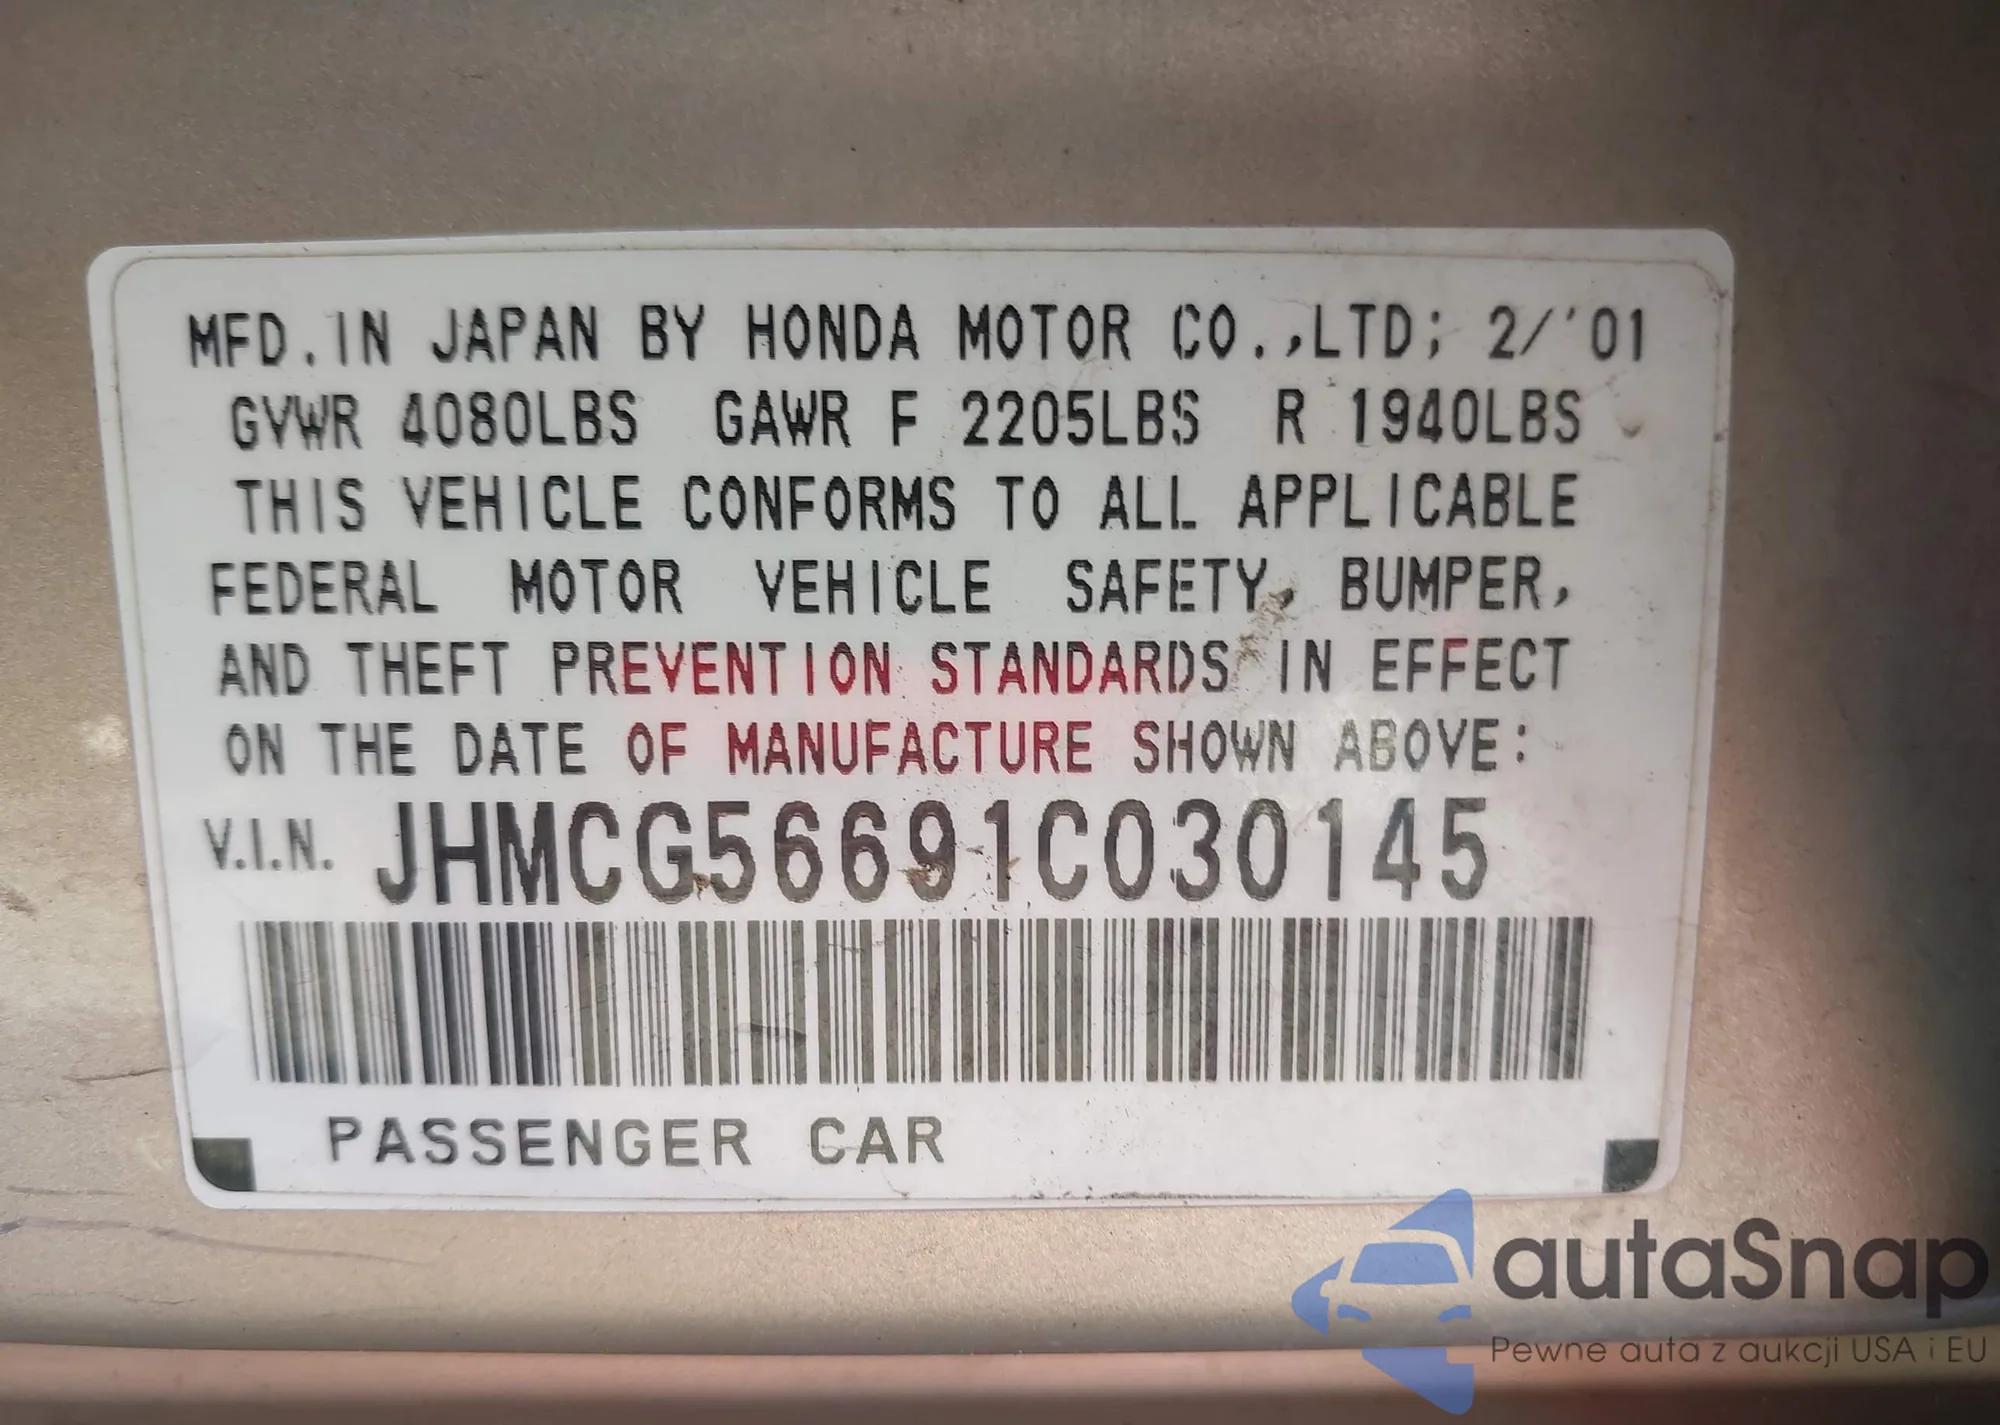 MFD. IN JAPAN BY HONDA MOTOR CO.,LTD; 2/'01
GVWR 4080LBS GAWR F 2205LBS R 1940LBS
THIS VEHICLE CONFORMS TO ALL APPLICABLE
FEDERAL MOTOR VEHICLE SAFETY, BUMPER,
AND THEFT PREVENTION STANDARDS IN EFFECT
ON THE DATE OF MANUFACTURE SHOWN ABOVE:
V.I.N. JHMCG56691C030145
PASSENGER CAR
autaSnap
Pewne auta z aukcji USA i EU